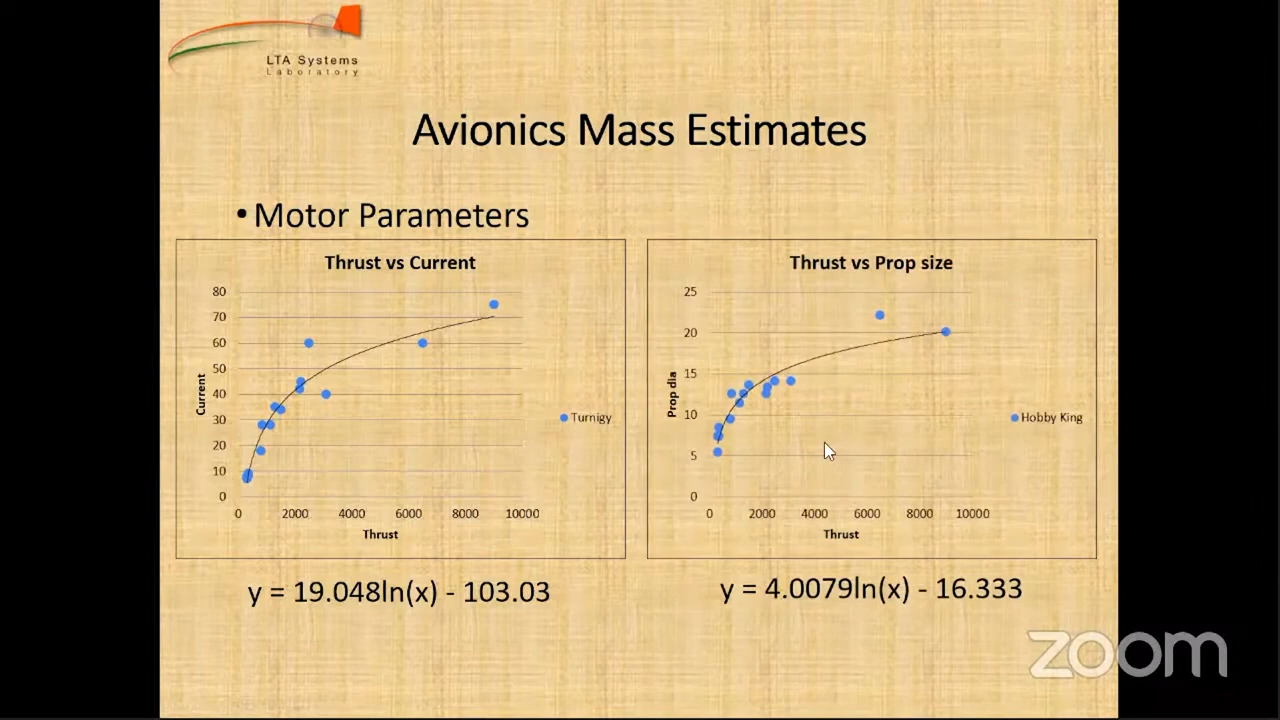 LTA Systems
Laboratory
Avionics Mass Estimates
• Motor Parameters
Thrust vs Current
80
70
60
50
40
30
20
10
0
Current
0 2000 4000 6000 8000 10000
Thrust
Turnigy
y = 19.048ln(x) - 103.03
Thrust vs Prop size
25
20
15
10
5
0
Prop dia
0 2000 4000 6000 8000 10000
Thrust
Hobby King
y = 4.0079ln(x) - 16.333
zoom